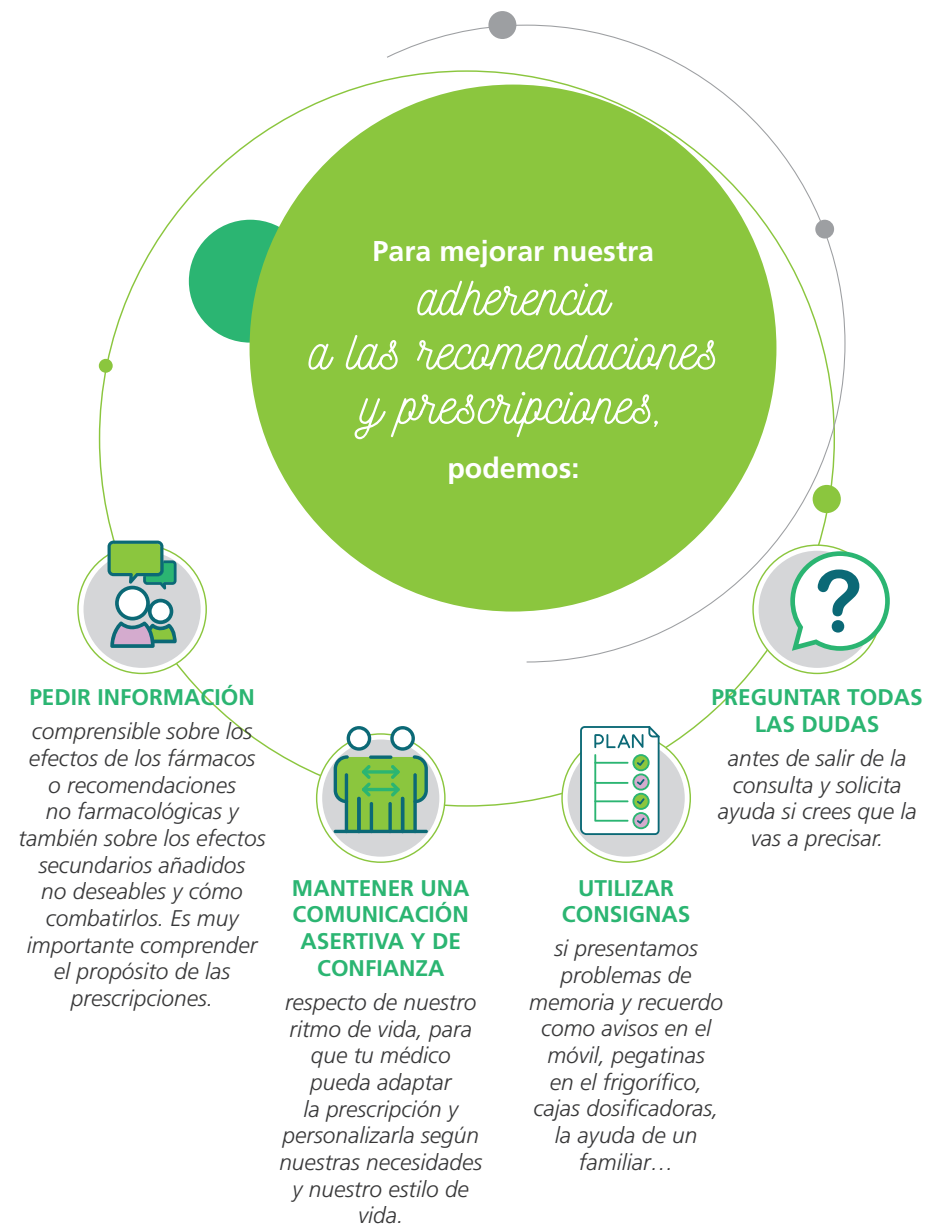 Para mejorar nuestra
adherencia
a las recomendaciones
y prescripciones,
podemos:
PEDIR INFORMACIÓN
comprensible sobre los
efectos de los fármacos
o recomendaciones
no farmacológicas y
también sobre los efectos
secundarios añadidos
no deseables y cómo
combatirlos. Es muy
importante comprender
el propósito de las
prescripciones.
MANTENER UNA
COMUNICACIÓN
ASERTIVA Y DE
CONFIANZA
respecto de nuestro
ritmo de vida, para
que tu médico
pueda adaptar
la prescripción y
personalizarla según
nuestras necesidades
y nuestro estilo de
vida.
PLAN
UTILIZAR
CONSIGNAS
si presentamos
problemas de
memoria y recuerdo
como avisos en el
móvil, pegatinas
en el frigorífico,
cajas dosificadoras,
la ayuda de un
familiar…
?
PREGUNTAR TODAS
LAS DUDAS
antes de salir de la
consulta y solicita
ayuda si crees que la
vas a precisar.